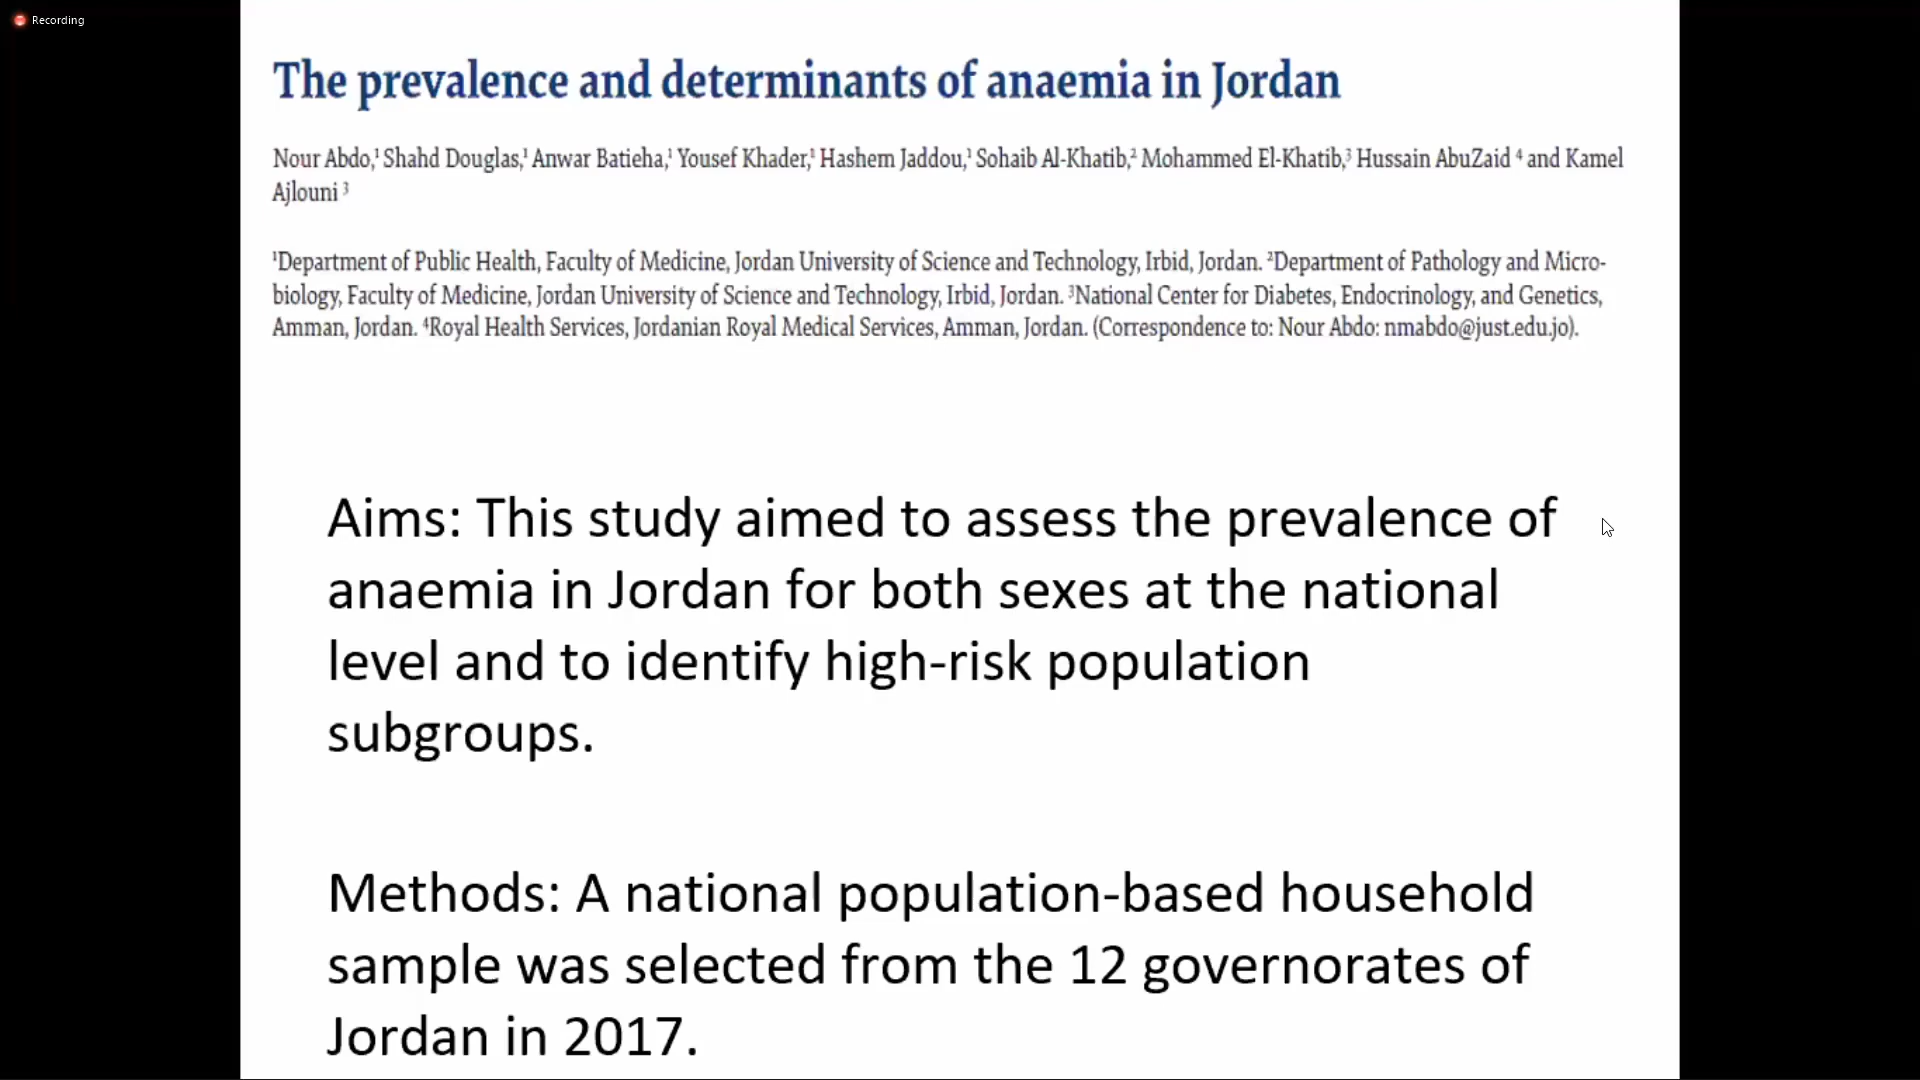 Recording
The prevalence and determinants of anaemia in Jordan
Nour Abdo,¹ Shahd Douglas,¹ Anwar Batieha,¹ Yousef Khader,¹ Hashem Jaddou,¹ Sohaib Al-Khatib,² Mohammed El-Khatib,³ Hussain AbuZaid ⁴ and Kamel
Ajlouni ³
¹Department of Public Health, Faculty of Medicine, Jordan University of Science and Technology, Irbid, Jordan. ²Department of Pathology and Micro-
biology, Faculty of Medicine, Jordan University of Science and Technology, Irbid, Jordan. ³National Center for Diabetes, Endocrinology, and Genetics,
Amman, Jordan. ⁴Royal Health Services, Jordanian Royal Medical Services, Amman, Jordan. (Correspondence to: Nour Abdo: nmabdo@just.edu.jo).
Aims: This study aimed to assess the prevalence of
anaemia in Jordan for both sexes at the national
level and to identify high-risk population
subgroups.
Methods: A national population-based household
sample was selected from the 12 governorates of
Jordan in 2017.